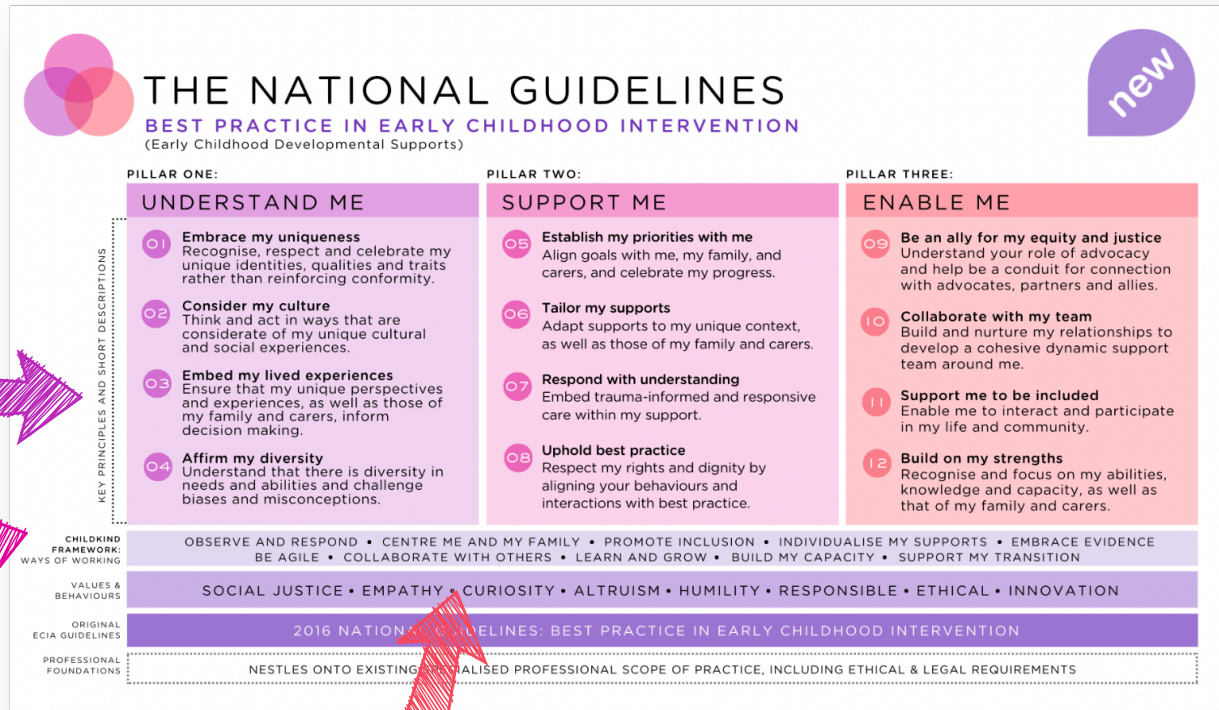 THE NATIONAL GUIDELINES
BEST PRACTICE IN EARLY CHILDHOOD INTERVENTION
(Early Childhood Developmental Supports)
new
PILLAR ONE:
UNDERSTAND ME
KEY PRINCIPLES AND SHORT DESCRIPTIONS
01 Embrace my uniqueness
Recognise, respect and celebrate my
unique identities, qualities and traits
rather than reinforcing conformity.
02 Consider my culture
Think and act in ways that are
considerate of my unique cultural
and social experiences.
03 Embed my lived experiences
Ensure that my unique perspectives
and experiences, as well as those of
my family and carers, inform
decision making.
04 Affirm my diversity
Understand that there is diversity in
needs and abilities and challenge
biases and misconceptions.
PILLAR TWO:
SUPPORT ME
05 Establish my priorities with me
Align goals with me, my family, and
carers, and celebrate my progress.
06 Tailor my supports
Adapt supports to my unique context,
as well as those of my family and carers.
07 Respond with understanding
Embed trauma-informed and responsive
care within my support.
08 Uphold best practice
Respect my rights and dignity by
aligning your behaviours and
interactions with best practice.
PILLAR THREE:
ENABLE ME
09 Be an ally for my equity and justice
Understand your role of advocacy
and help be a conduit for connection
with advocates, partners and allies.
10 Collaborate with my team
Build and nurture my relationships to
develop a cohesive dynamic support
team around me.
11 Support me to be included
Enable me to interact and participate
in my life and community.
12 Build on my strengths
Recognise and focus on my abilities,
knowledge and capacity, as well as
that of my family and carers.
CHILDKIND
FRAMEWORK:
WAYS OF WORKING
OBSERVE AND RESPOND • CENTRE ME AND MY FAMILY • PROMOTE INCLUSION • INDIVIDUALISE MY SUPPORTS • EMBRACE EVIDENCE
BE AGILE • COLLABORATE WITH OTHERS • LEARN AND GROW • BUILD MY CAPACITY • SUPPORT MY TRANSITION
VALUES &
BEHAVIOURS
SOCIAL JUSTICE • EMPATHY • CURIOSITY • ALTRUISM • HUMILITY • RESPONSIBLE • ETHICAL • INNOVATION
ORIGINAL
ECIA GUIDELINES
2016 NATIONAL GUIDELINES: BEST PRACTICE IN EARLY CHILDHOOD INTERVENTION
PROFESSIONAL
FOUNDATIONS
NESTLES ONTO EXISTING SPECIALISED PROFESSIONAL SCOPE OF PRACTICE, INCLUDING ETHICAL & LEGAL REQUIREMENTS